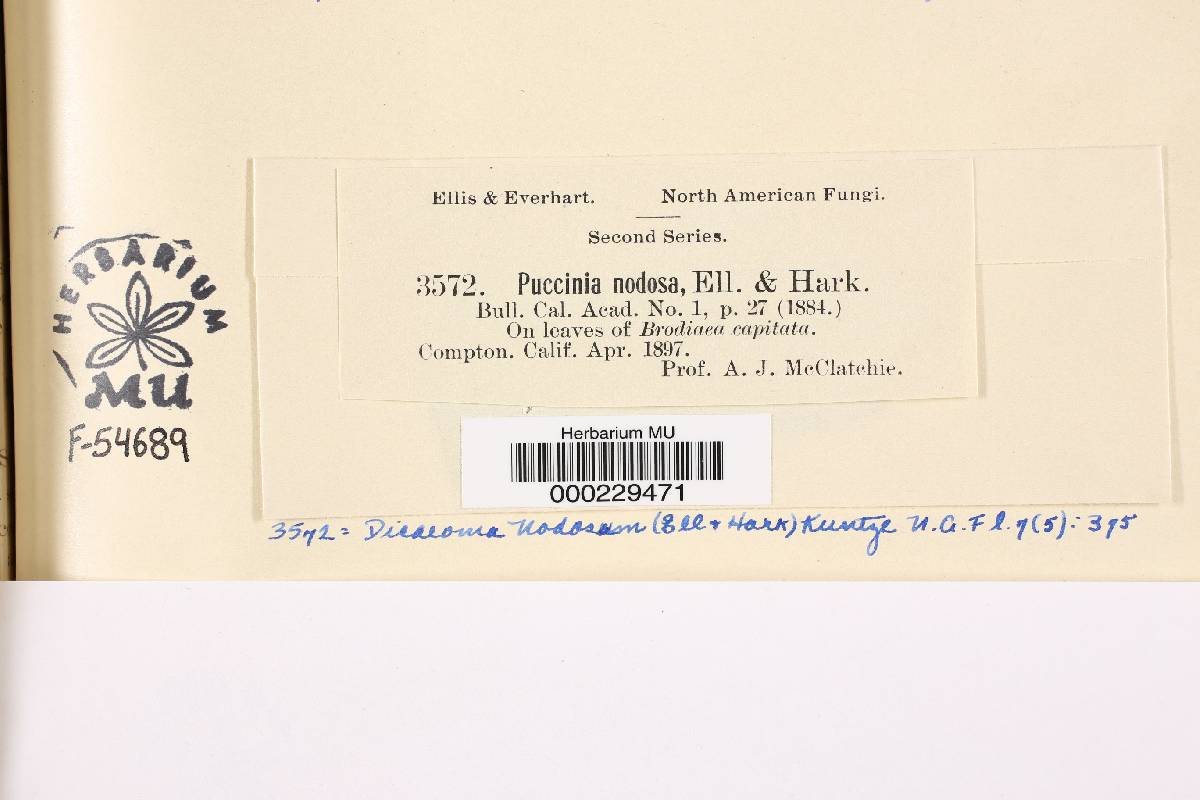 Ellis & Everhart. North American Fungi.
Second Series.
3572. Puccinia nodosa, Ell. & Hark.
Bull. Cal. Acad. No. 1, p. 27 (1884.)
On leaves of Brodiaea capitata.
Compton. Calif. Apr. 1897.
Prof. A. J. McClatchie.
HERBARIUM
MU
F-54689
Herbarium MU
000229471
3572 = Dicaeoma Nodosum (Ell & Hark) Kuntze N.A.Fl. 7(5): 375